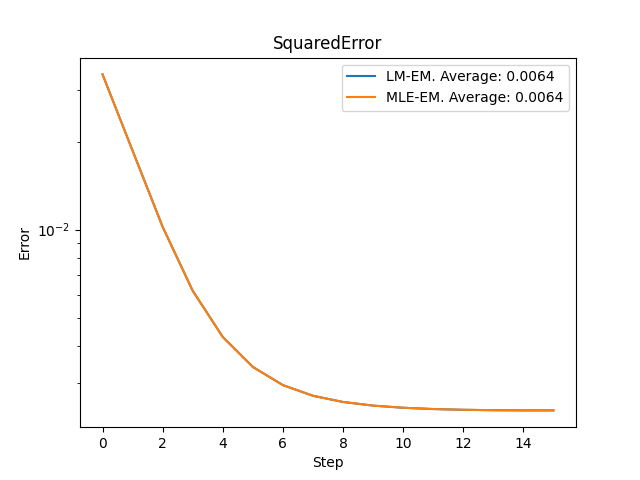 SquaredError
LM-EM. Average: 0.0064
MLE-EM. Average: 0.0064
Error
10⁻²
0 2 4 6 8 10 12 14
Step